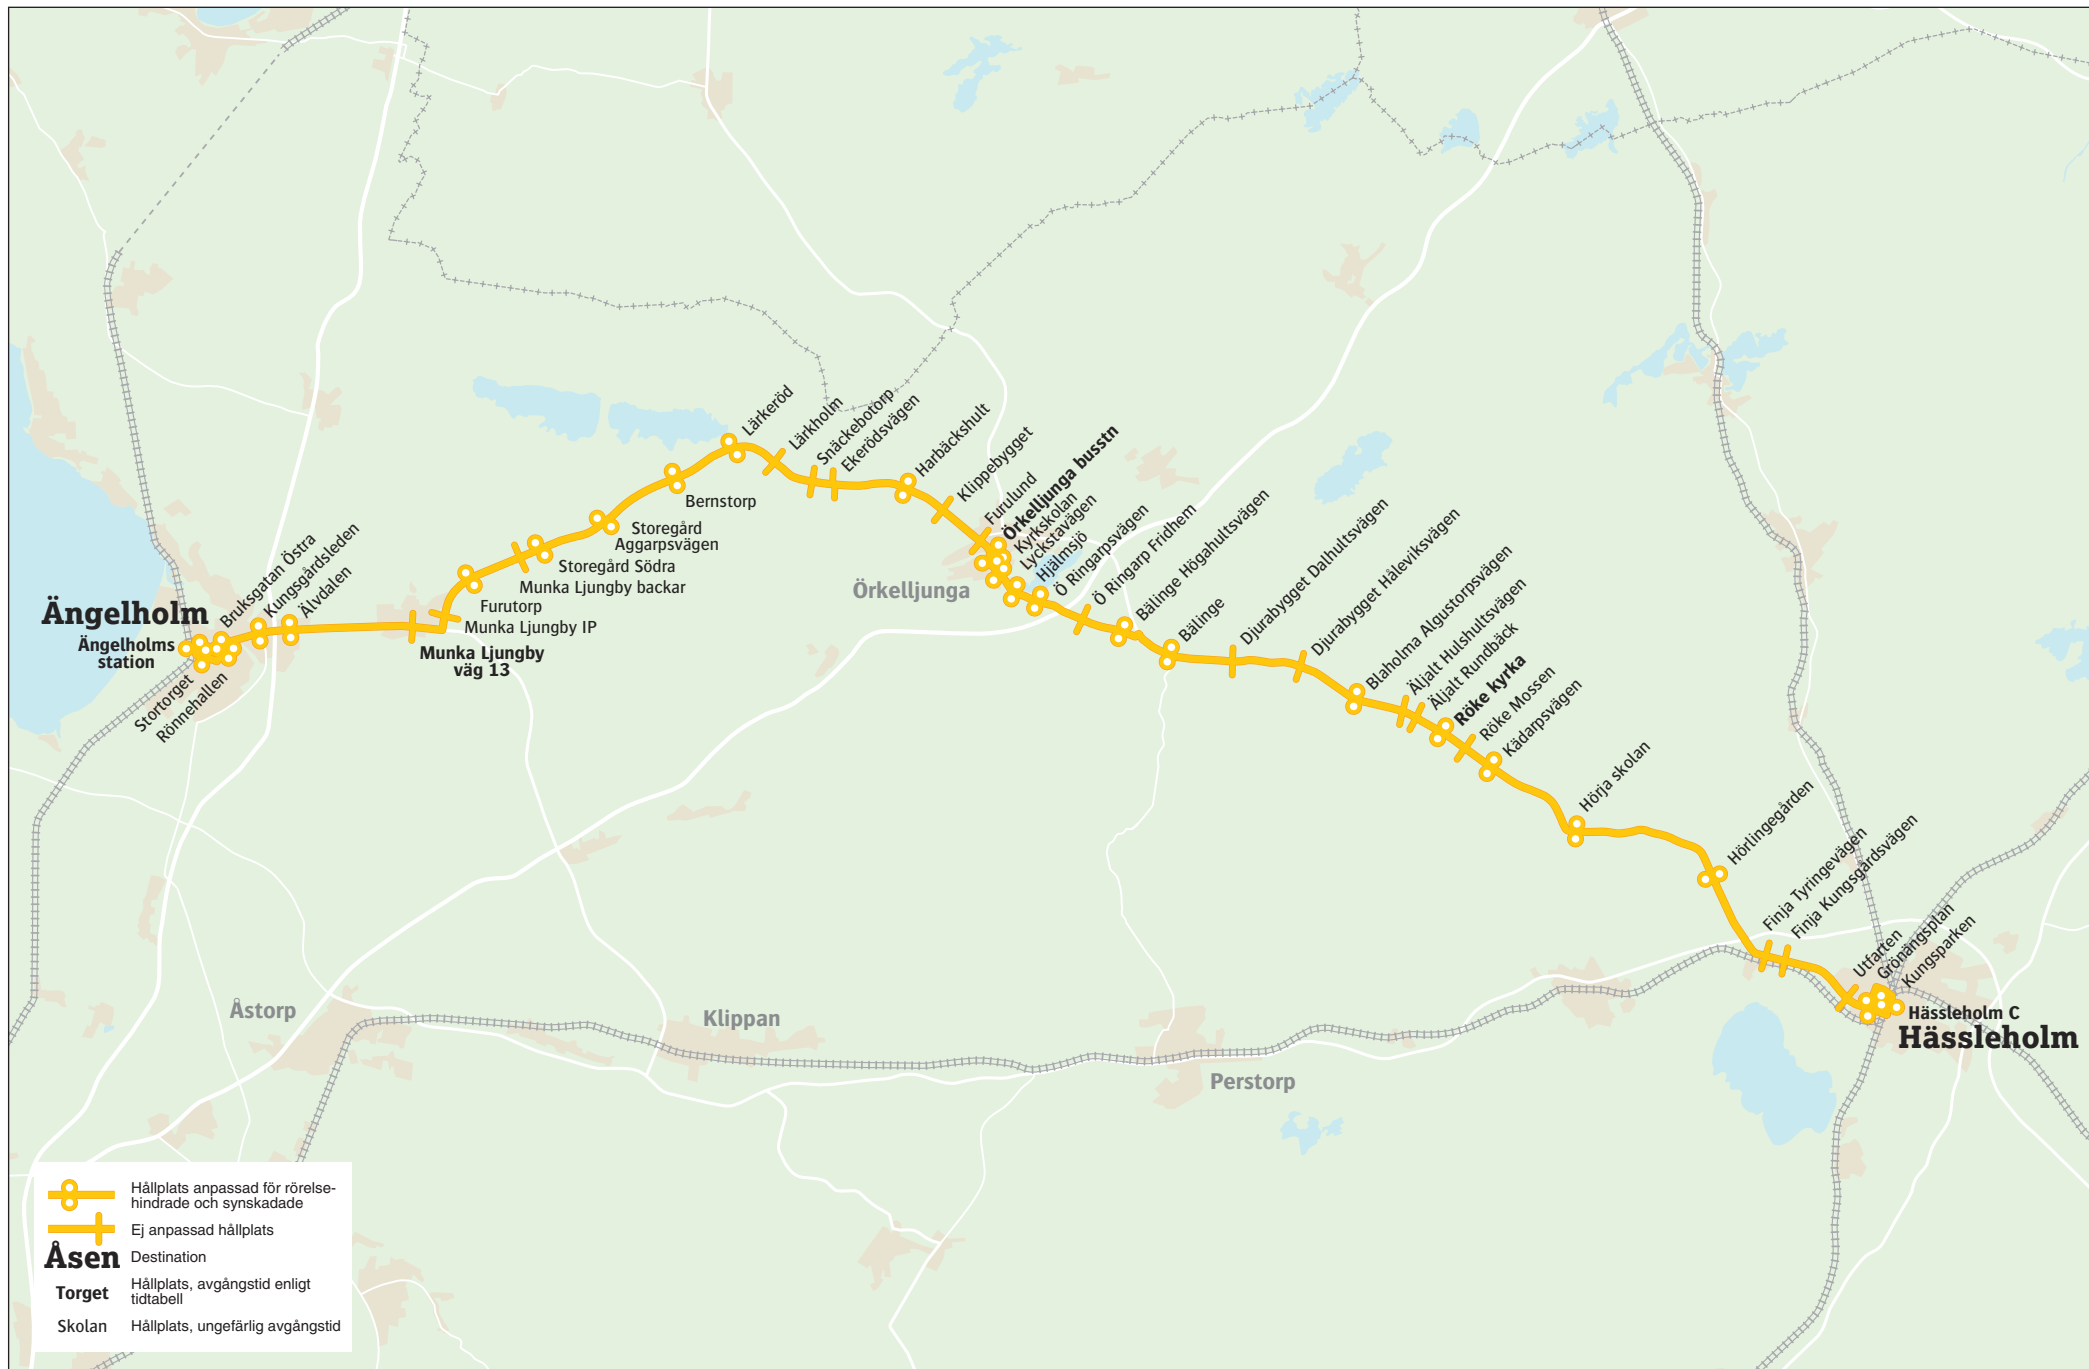 Ängelholm
Ängelholms
station
Stortorget
Rönnehallen
Bruksgatan Östra
Kungsgårdsleden
Älvdalen
Munka Ljungby
väg 13
Munka Ljungby IP
Furutorp
Munka Ljungby backar
Storegård Södra
Storegård
Aggarpsvägen
Bernstorp
Lärkeröd
Lärkholm
Snäckebotorp
Ekerödsvägen
Harbäckshult
Klippebygget
Furulund
Örkelljunga busstn
Kyrkskolan
Lyckstavägen
Hjälmsjö
Ö Ringarpsvägen
Ö Ringarp Fridhem
Örkelljunga
Bälinge Högahultsvägen
Bälinge
Djurabygget Dalhultsvägen
Djurabygget Håleviksvägen
Blaholma Algustorpsvägen
Äljalt Hulshultsvägen
Äljalt Rundbäck
Röke kyrka
Röke Mossen
Kädarpsvägen
Hörja skolan
Hörlingegården
Finja Tyringevägen
Finja Kungsgårdsvägen
Utfarten
Grönängsplan
Kungsparken
Hässleholm C
Hässleholm
Åstorp
Klippan
Perstorp
Hållplats anpassad för rörelse-
hindrade och synskadade
Ej anpassad hållplats
Åsen Destination
Torget Hållplats, avgångstid enligt
tidtabell
Skolan Hållplats, ungefärlig avgångstid